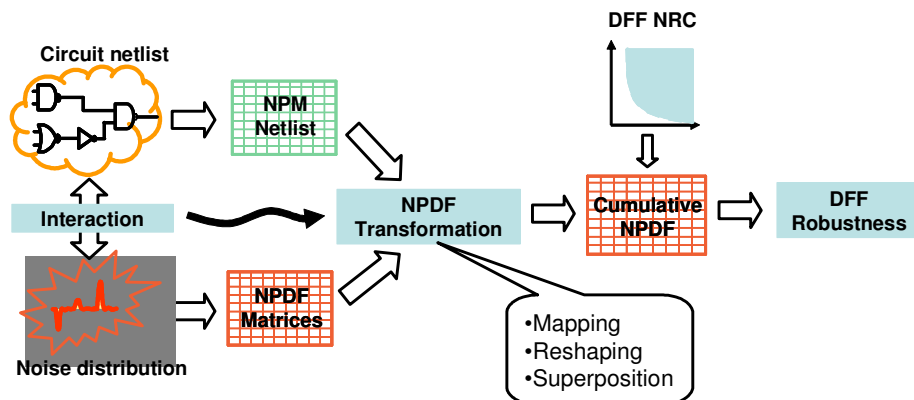 DFF NRC
Circuit netlist
NPM
Netlist
Interaction
NPDF
Transformation
Cumulative
NPDF
DFF
Robustness
NPDF
Matrices
Noise distribution
•Mapping
•Reshaping
•Superposition